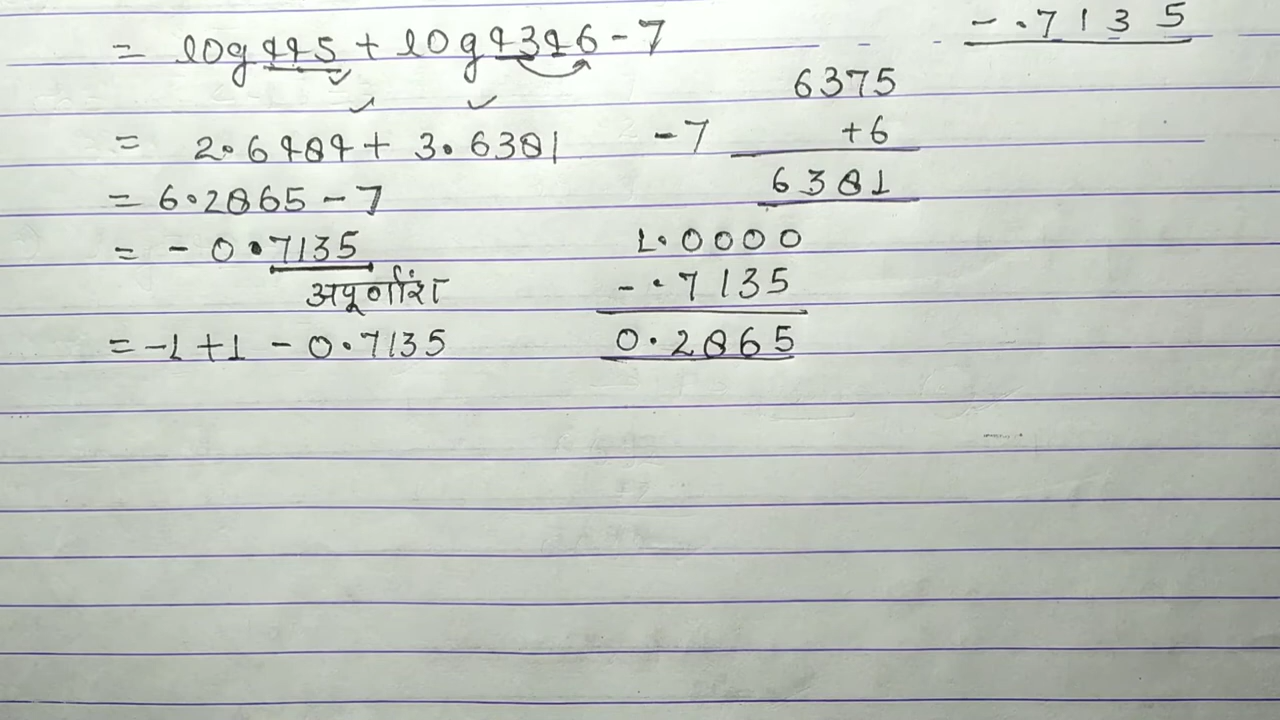 = log 445 + log 4346 - 7
- .7135
6375
+6
6381
= 2.6484 + 3.6381 - 7
= 6.2865 - 7
= - 0.7135
अपूर्णांश
1.0000
- .7135
0.2865
= -1 + 1 - 0.7135